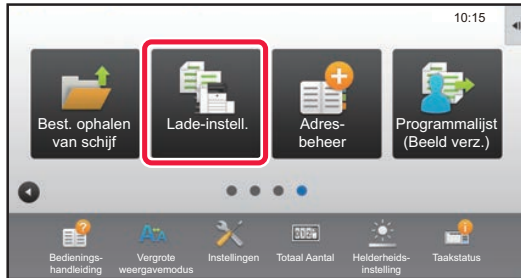 10:15
Best. ophalen
van schijf
Lade-instell.
Adres-
beheer
Programmalijst
(Beeld verz.)
Bedienings-
handleiding
Vergrote
weergavemodus
Instellingen
Totaal Aantal
Helderheids-
instelling
Taakstatus